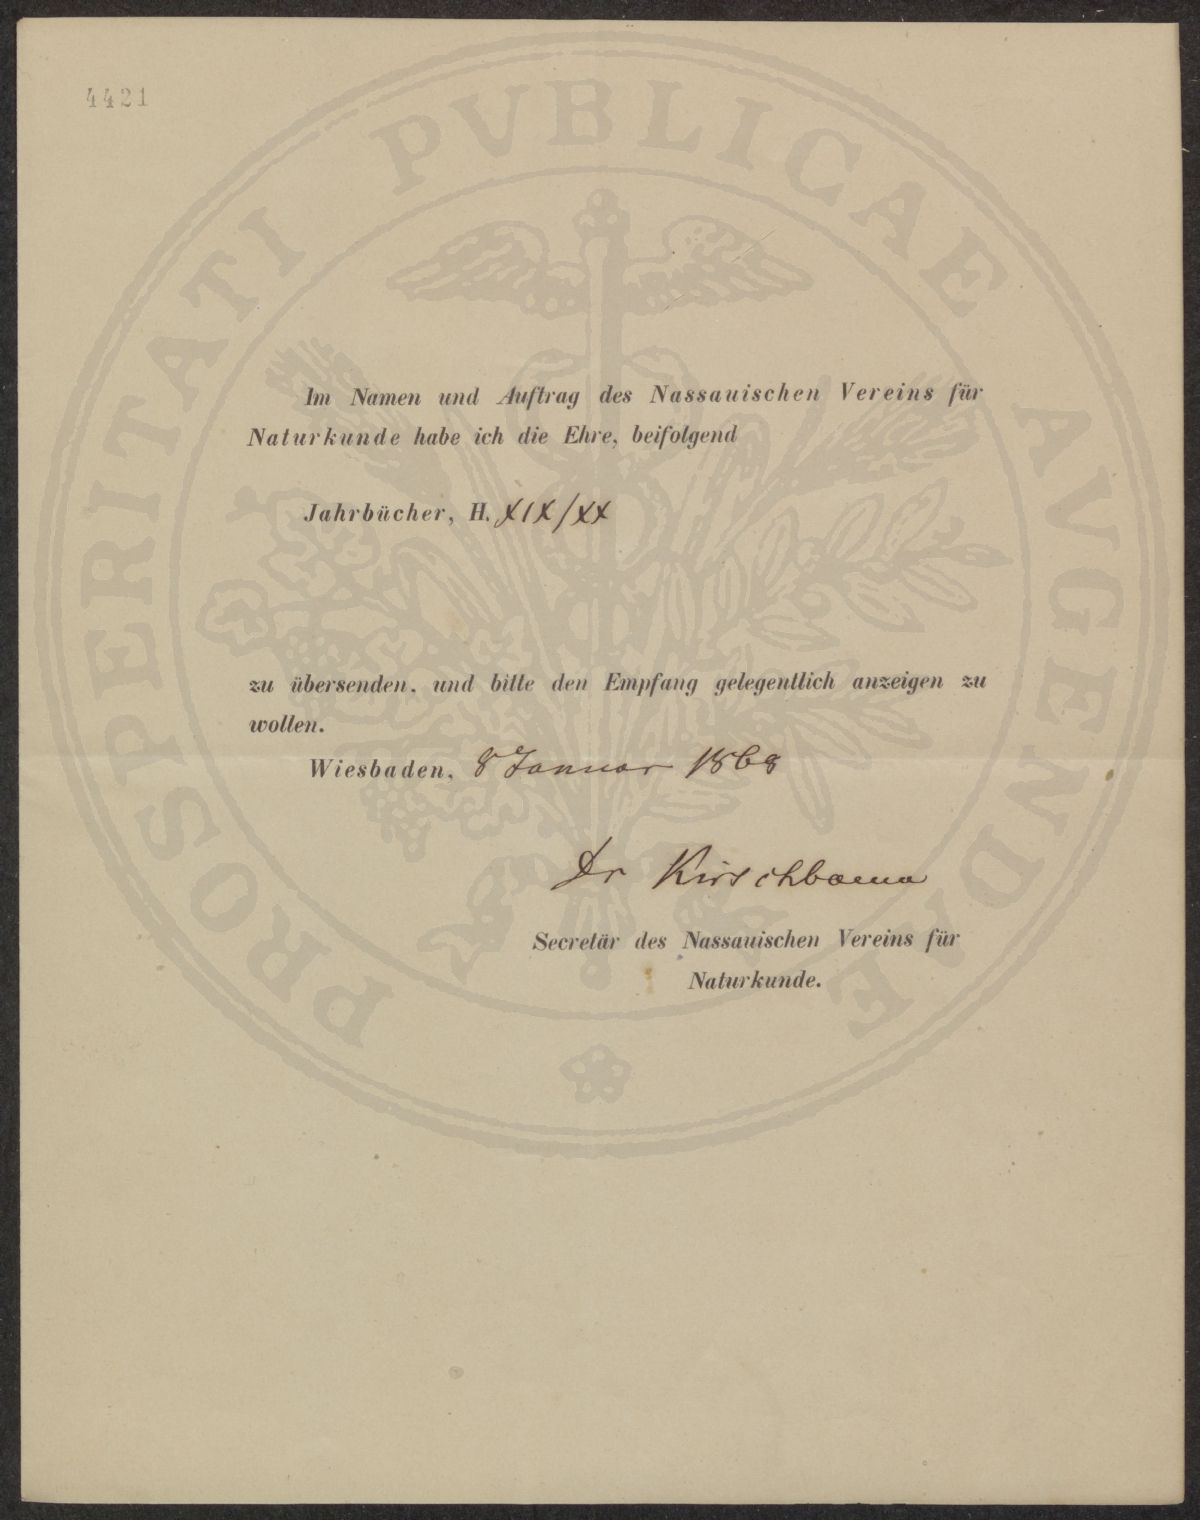 4421
PROSPERITATI PVBLICAE AVGENDAE
Im Namen und Auftrag des Nassauischen Vereins für
Naturkunde habe ich die Ehre, beifolgend
Jahrbücher, H. XIX/XX
zu übersenden, und bitte den Empfang gelegentlich anzeigen zu
wollen.
Wiesbaden, 8 Januar 1868
Dr Kirschbaum
Secretär des Nassauischen Vereins für
Naturkunde.